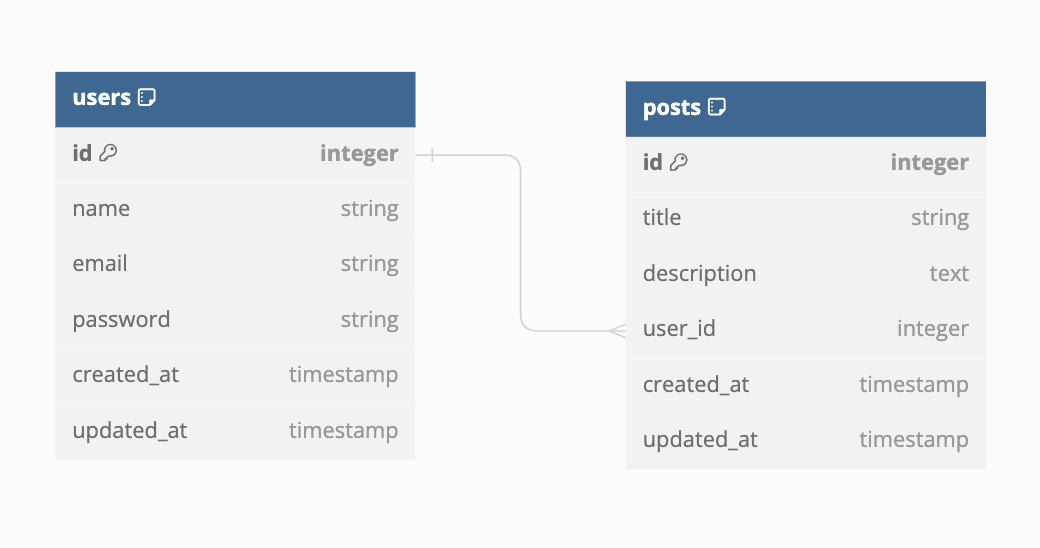 users
id integer
name string
email string
password string
created_at timestamp
updated_at timestamp
posts
id integer
title string
description text
user_id integer
created_at timestamp
updated_at timestamp